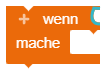 + wenn
mache